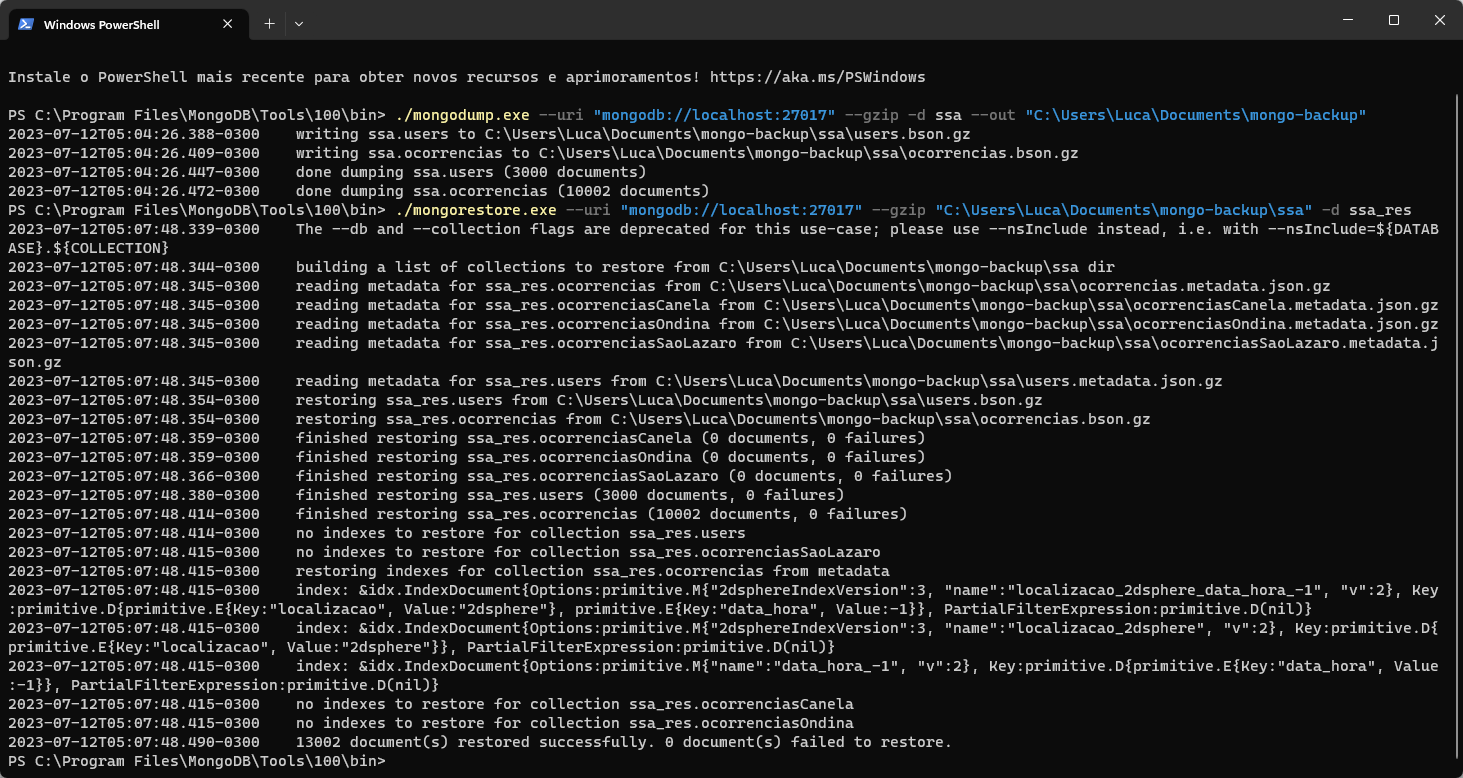 Windows PowerShell
Instale o PowerShell mais recente para obter novos recursos e aprimoramentos! https://aka.ms/PSWindows
PS C:\Program Files\MongoDB\Tools\100\bin> ./mongodump.exe --uri "mongodb://localhost:27017" --gzip -d ssa --out "C:\Users\Luca\Documents\mongo-backup"
2023-07-12T05:04:26.388-0300    writing ssa.users to C:\Users\Luca\Documents\mongo-backup\ssa\users.bson.gz
2023-07-12T05:04:26.409-0300    writing ssa.ocorrencias to C:\Users\Luca\Documents\mongo-backup\ssa\ocorrencias.bson.gz
2023-07-12T05:04:26.447-0300    done dumping ssa.users (3000 documents)
2023-07-12T05:04:26.472-0300    done dumping ssa.ocorrencias (10002 documents)
PS C:\Program Files\MongoDB\Tools\100\bin> ./mongorestore.exe --uri "mongodb://localhost:27017" --gzip "C:\Users\Luca\Documents\mongo-backup\ssa" -d ssa_res
2023-07-12T05:07:48.339-0300    The --db and --collection flags are deprecated for this use-case; please use --nsInclude instead, i.e. with --nsInclude=${DATAB
ASE}.${COLLECTION}
2023-07-12T05:07:48.344-0300    building a list of collections to restore from C:\Users\Luca\Documents\mongo-backup\ssa dir
2023-07-12T05:07:48.345-0300    reading metadata for ssa_res.ocorrencias from C:\Users\Luca\Documents\mongo-backup\ssa\ocorrencias.metadata.json.gz
2023-07-12T05:07:48.345-0300    reading metadata for ssa_res.ocorrenciasCanela from C:\Users\Luca\Documents\mongo-backup\ssa\ocorrenciasCanela.metadata.json.gz
2023-07-12T05:07:48.345-0300    reading metadata for ssa_res.ocorrenciasOndina from C:\Users\Luca\Documents\mongo-backup\ssa\ocorrenciasOndina.metadata.json.gz
2023-07-12T05:07:48.345-0300    reading metadata for ssa_res.ocorrenciasSaoLazaro from C:\Users\Luca\Documents\mongo-backup\ssa\ocorrenciasSaoLazaro.metadata.j
son.gz
2023-07-12T05:07:48.345-0300    reading metadata for ssa_res.users from C:\Users\Luca\Documents\mongo-backup\ssa\users.metadata.json.gz
2023-07-12T05:07:48.354-0300    restoring ssa_res.users from C:\Users\Luca\Documents\mongo-backup\ssa\users.bson.gz
2023-07-12T05:07:48.354-0300    restoring ssa_res.ocorrencias from C:\Users\Luca\Documents\mongo-backup\ssa\ocorrencias.bson.gz
2023-07-12T05:07:48.359-0300    finished restoring ssa_res.ocorrenciasCanela (0 documents, 0 failures)
2023-07-12T05:07:48.359-0300    finished restoring ssa_res.ocorrenciasOndina (0 documents, 0 failures)
2023-07-12T05:07:48.366-0300    finished restoring ssa_res.ocorrenciasSaoLazaro (0 documents, 0 failures)
2023-07-12T05:07:48.380-0300    finished restoring ssa_res.users (3000 documents, 0 failures)
2023-07-12T05:07:48.414-0300    finished restoring ssa_res.ocorrencias (10002 documents, 0 failures)
2023-07-12T05:07:48.414-0300    no indexes to restore for collection ssa_res.users
2023-07-12T05:07:48.415-0300    no indexes to restore for collection ssa_res.ocorrenciasSaoLazaro
2023-07-12T05:07:48.415-0300    restoring indexes for collection ssa_res.ocorrencias from metadata
2023-07-12T05:07:48.415-0300    index: &idx.IndexDocument{Options:primitive.M{"2dsphereIndexVersion":3, "name":"localizacao_2dsphere_data_hora_-1", "v":2}, Key
:primitive.D{primitive.E{Key:"localizacao", Value:"2dsphere"}, primitive.E{Key:"data_hora", Value:-1}}, PartialFilterExpression:primitive.D(nil)}
2023-07-12T05:07:48.415-0300    index: &idx.IndexDocument{Options:primitive.M{"2dsphereIndexVersion":3, "name":"localizacao_2dsphere", "v":2}, Key:primitive.D{
primitive.E{Key:"localizacao", Value:"2dsphere"}}, PartialFilterExpression:primitive.D(nil)}
2023-07-12T05:07:48.415-0300    index: &idx.IndexDocument{Options:primitive.M{"name":"data_hora_-1", "v":2}, Key:primitive.D{primitive.E{Key:"data_hora", Value
:-1}}, PartialFilterExpression:primitive.D(nil)}
2023-07-12T05:07:48.415-0300    no indexes to restore for collection ssa_res.ocorrenciasCanela
2023-07-12T05:07:48.415-0300    no indexes to restore for collection ssa_res.ocorrenciasOndina
2023-07-12T05:07:48.490-0300    13002 document(s) restored successfully. 0 document(s) failed to restore.
PS C:\Program Files\MongoDB\Tools\100\bin>